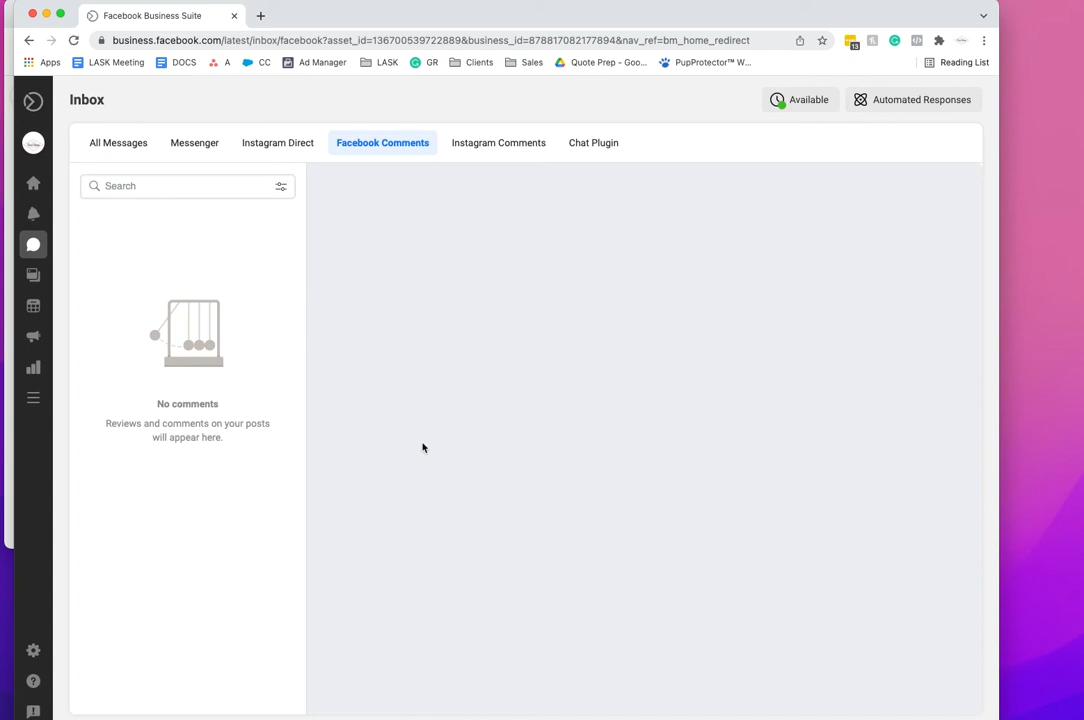 Facebook Business Suite
business.facebook.com/latest/inbox/facebook?asset_id=136700539722889&business_id=878817082177894&nav_ref=bm_home_redirect
13
Apps LASK Meeting DOCS A CC Ad Manager LASK GR Clients Sales Quote Prep - Goo... PupProtector™ W... Reading List
Inbox
Available Automated Responses
All Messages Messenger Instagram Direct Facebook Comments Instagram Comments Chat Plugin
Search
No comments
Reviews and comments on your posts
will appear here.